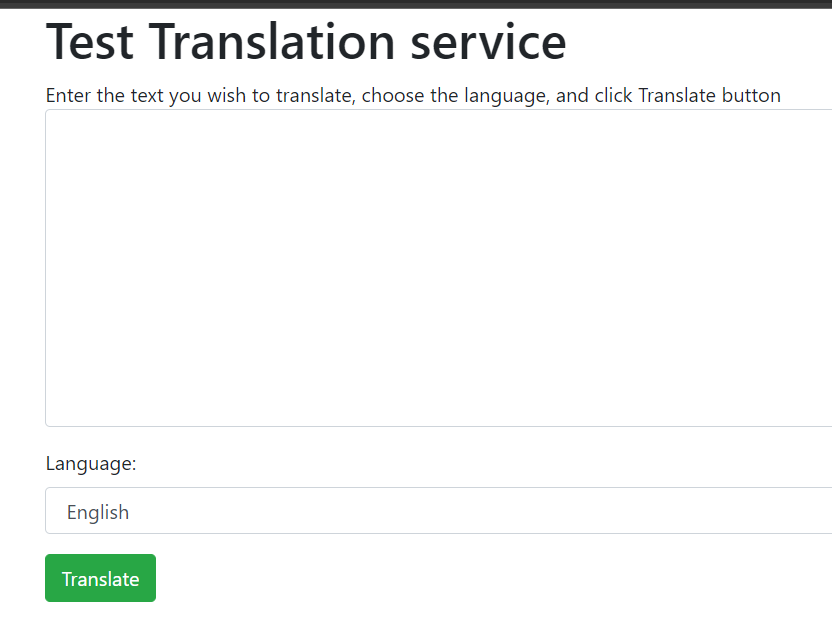 Test Translation service
Enter the text you wish to translate, choose the language, and click Translate button
Language:
English
Translate